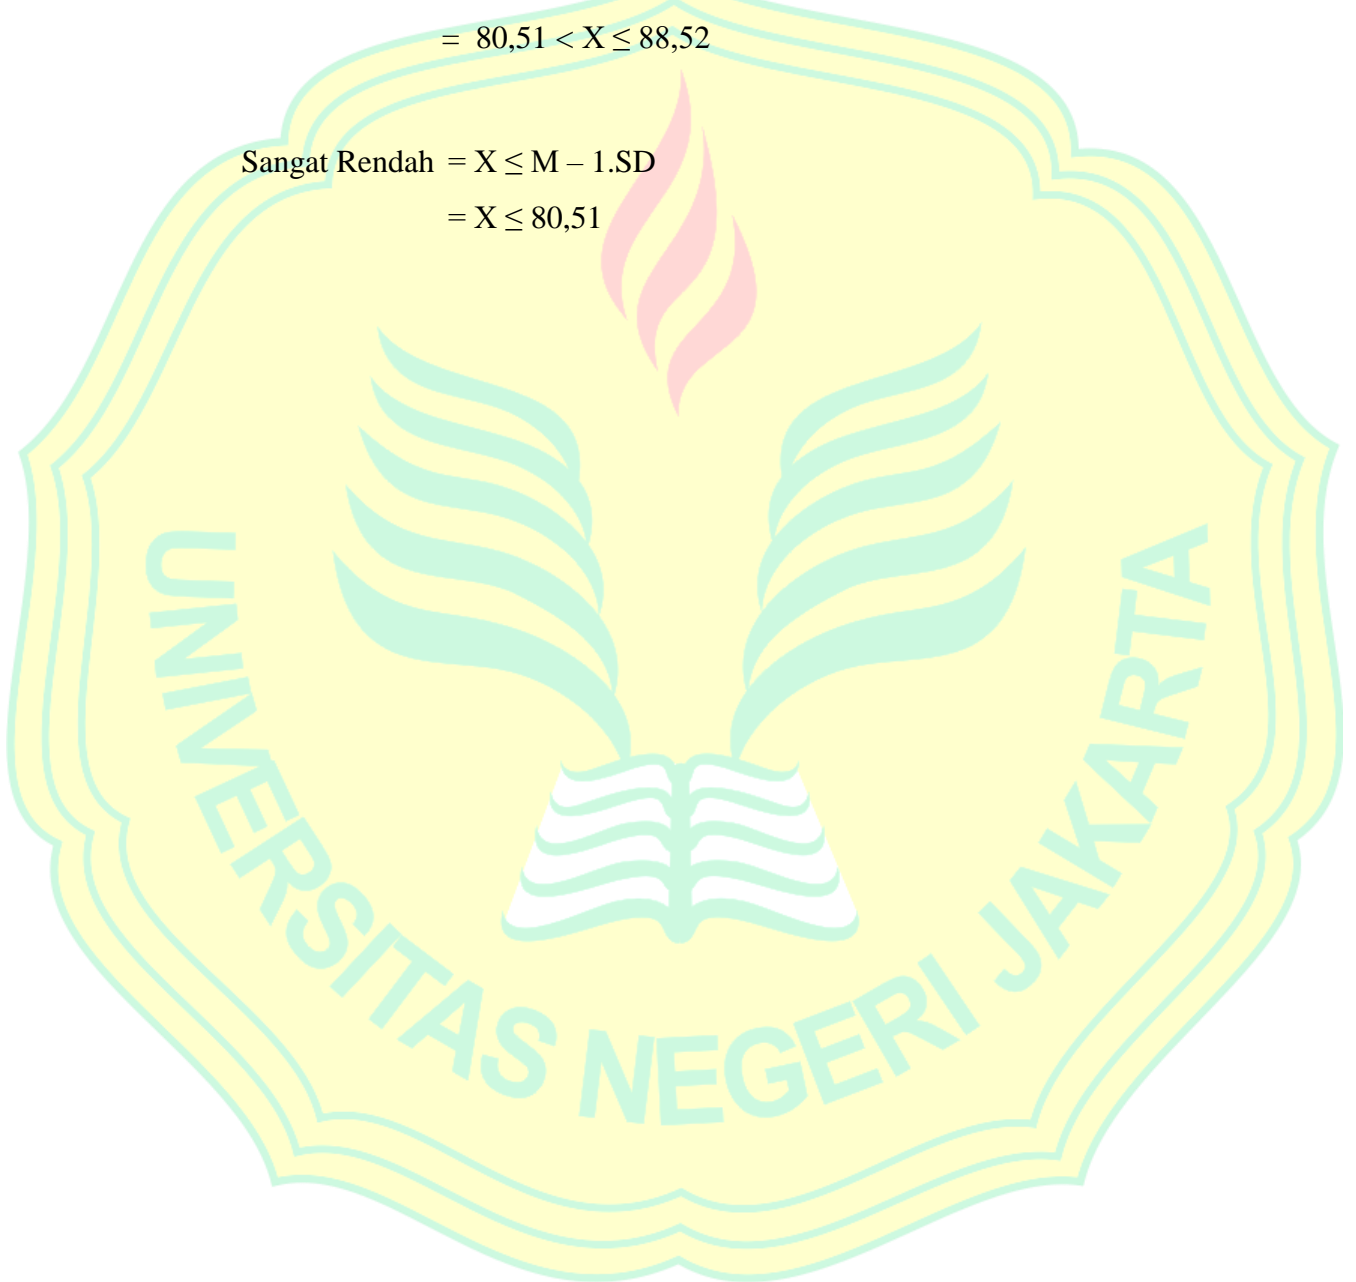 = 80,51 < X ≤ 88,52
Sangat Rendah = X ≤ M – 1.SD
= X ≤ 80,51
UNIVERSITAS NEGERI JAKARTA